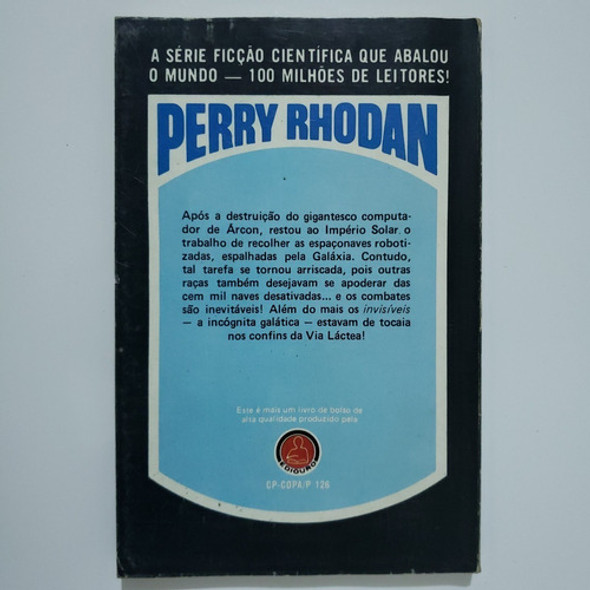 A SÉRIE FICÇÃO CIENTÍFICA QUE ABALOU
O MUNDO — 100 MILHÕES DE LEITORES!
PERRY RHODAN
Após a destruição do gigantesco computa-
dor de Árcon, restou ao Império Solar o
trabalho de recolher as espaçonaves roboti-
zadas, espalhadas pela Galáxia. Contudo,
tal tarefa se tornou arriscada, pois outras
raças também desejavam se apoderar das
cem mil naves desativadas... e os combates
são inevitáveis! Além do mais os invisíveis
— a incógnita galática — estavam de tocaia
nos confins da Via Láctea!
Este é mais um livro de bolso de
alta qualidade produzido pela
EDIOURO
CP-COPA/P 126